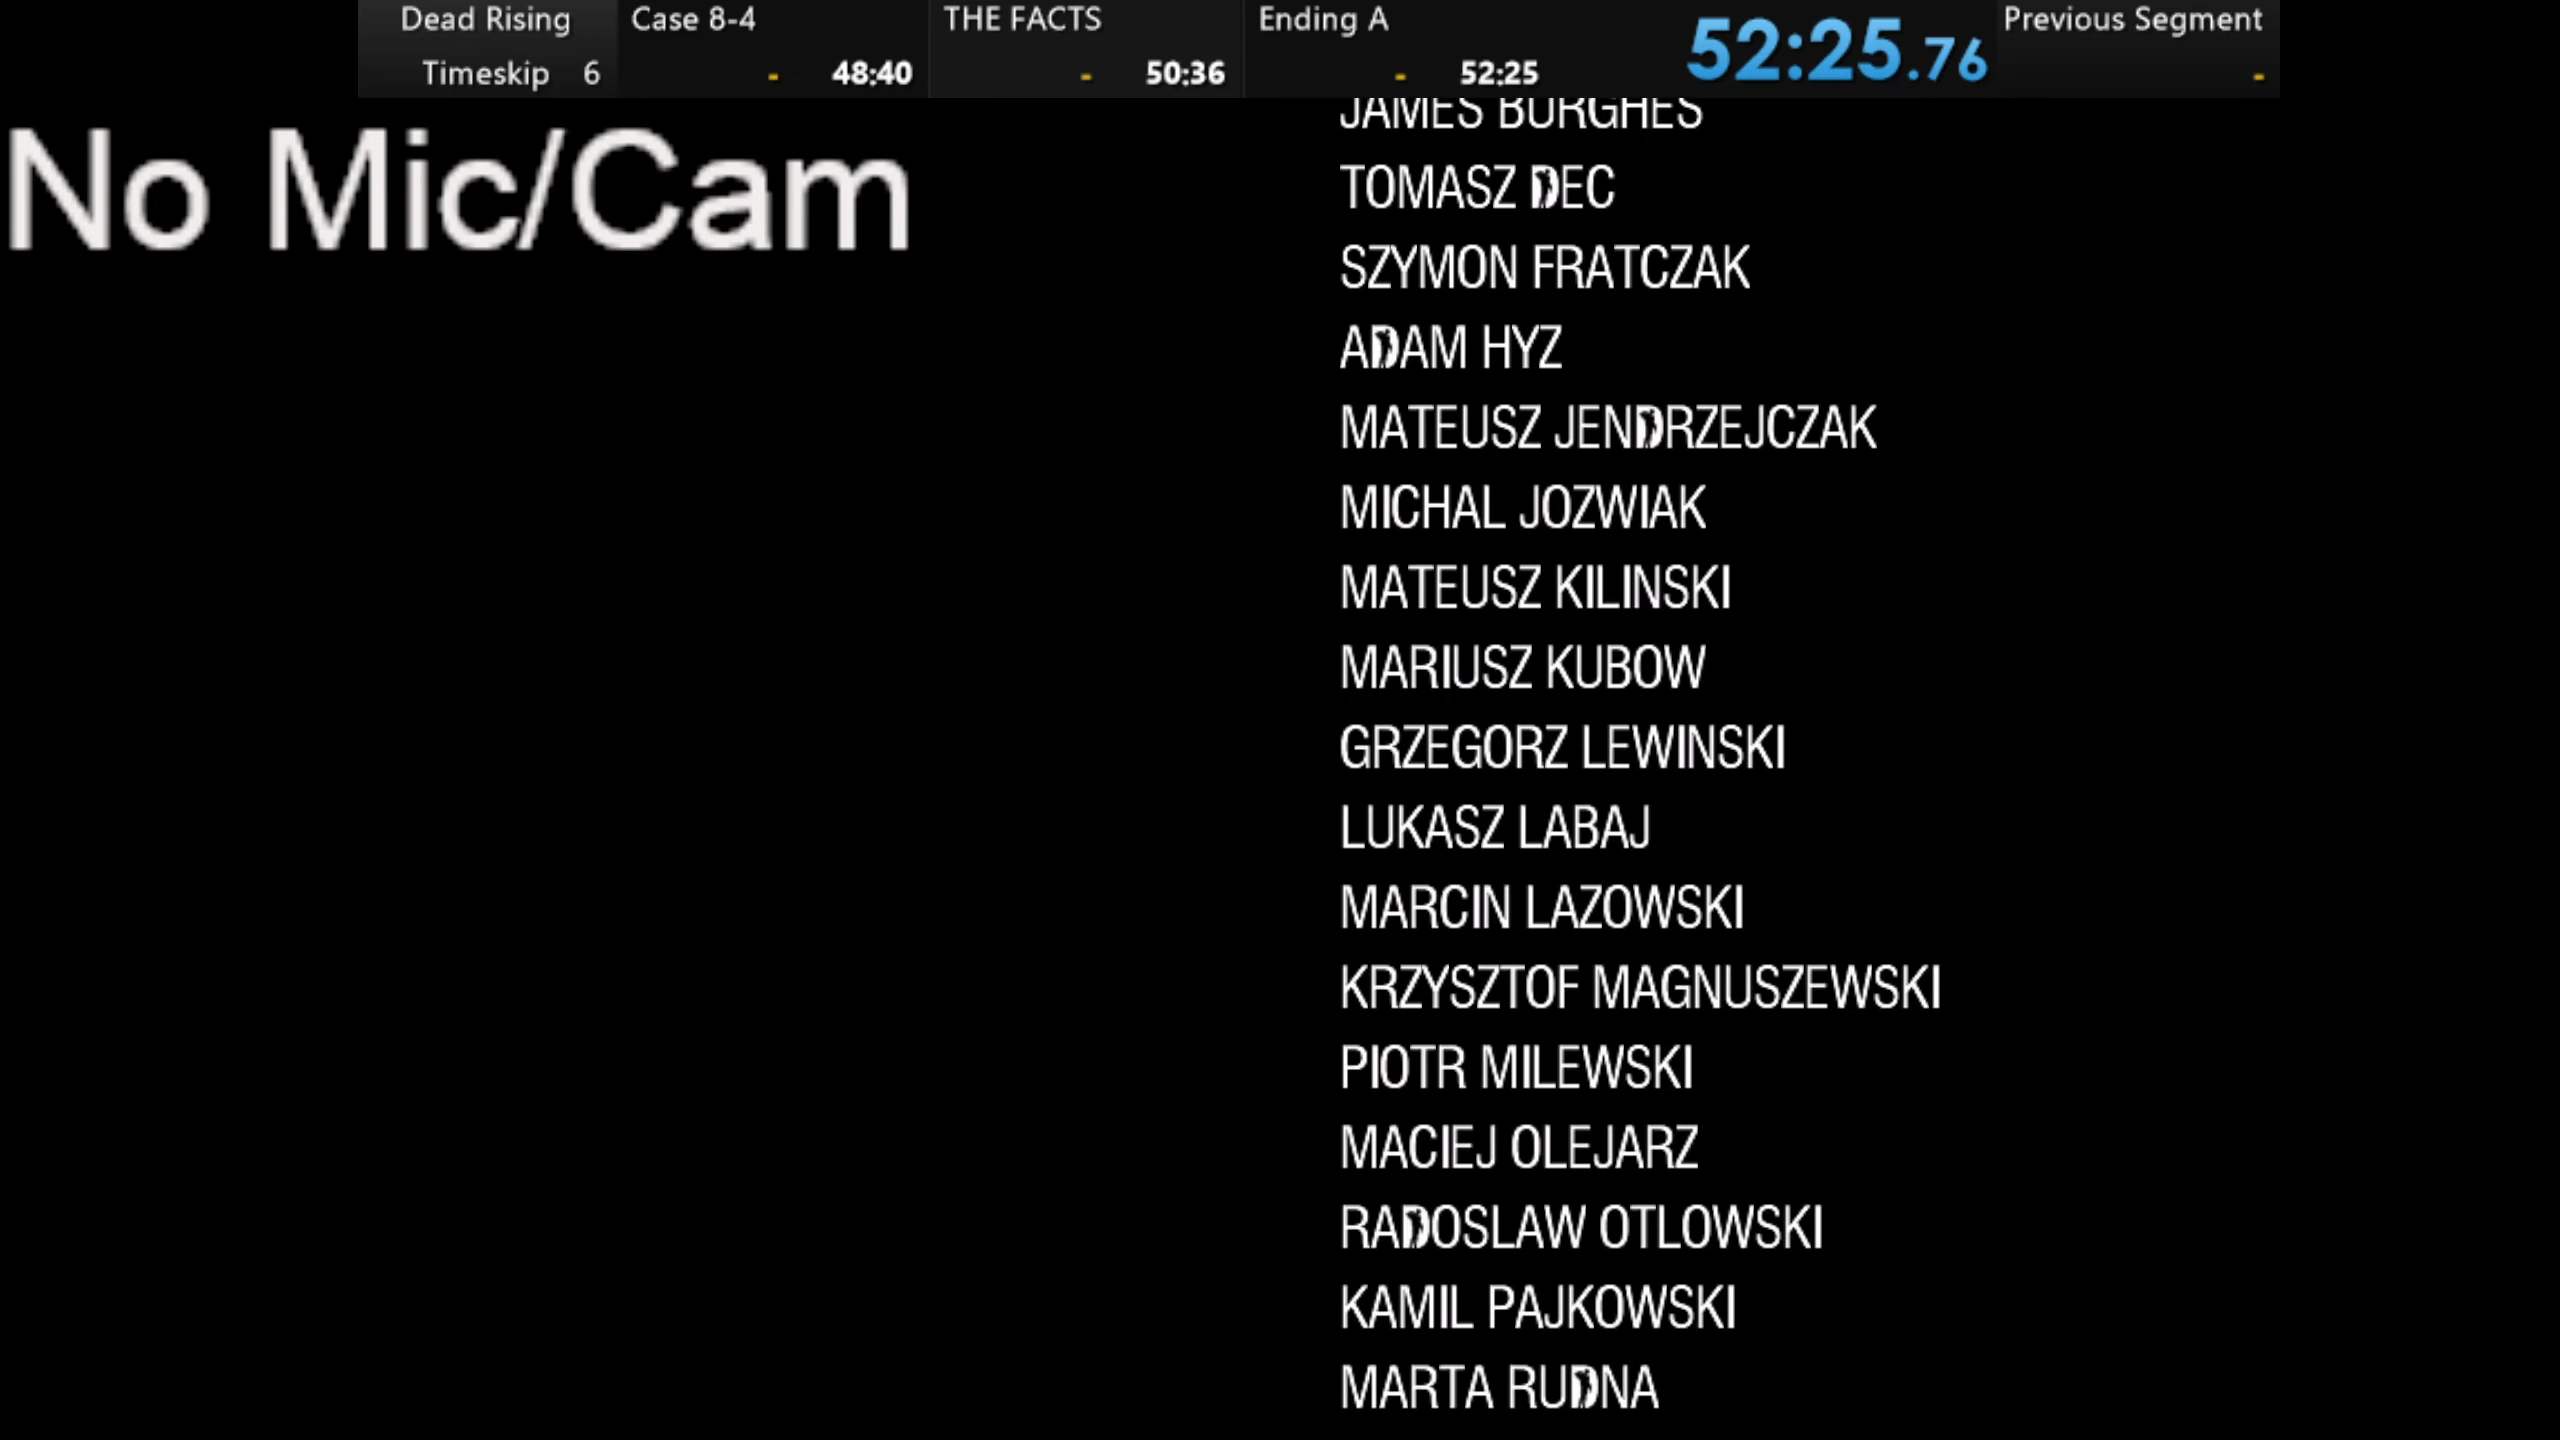 Dead Rising
Timeskip 6
Case 8-4
- 48:40
THE FACTS
- 50:36
Ending A
- 52:25
52:25.76
Previous Segment
-
No Mic/Cam
JAMES BURGHES
TOMASZ DEC
SZYMON FRATCZAK
ADAM HYZ
MATEUSZ JENDRZEJCZAK
MICHAL JOZWIAK
MATEUSZ KILINSKI
MARIUSZ KUBOW
GRZEGORZ LEWINSKI
LUKASZ LABAJ
MARCIN LAZOWSKI
KRZYSZTOF MAGNUSZEWSKI
PIOTR MILEWSKI
MACIEJ OLEJARZ
RADOSLAW OTLOWSKI
KAMIL PAJKOWSKI
MARTA RUDNA